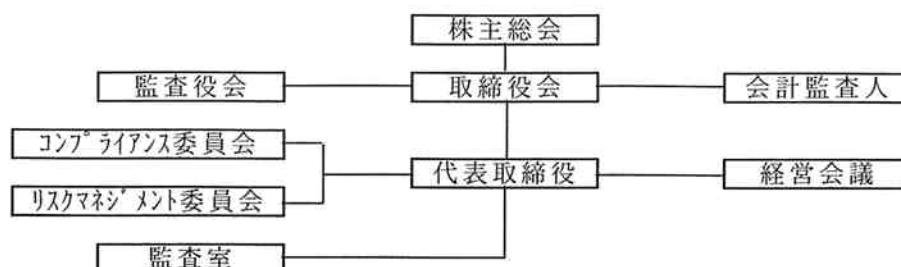 株主総会
監査役会
取締役会
会計監査人
コンプライアンス委員会
代表取締役
経営会議
リスクマネジメント委員会
監査室